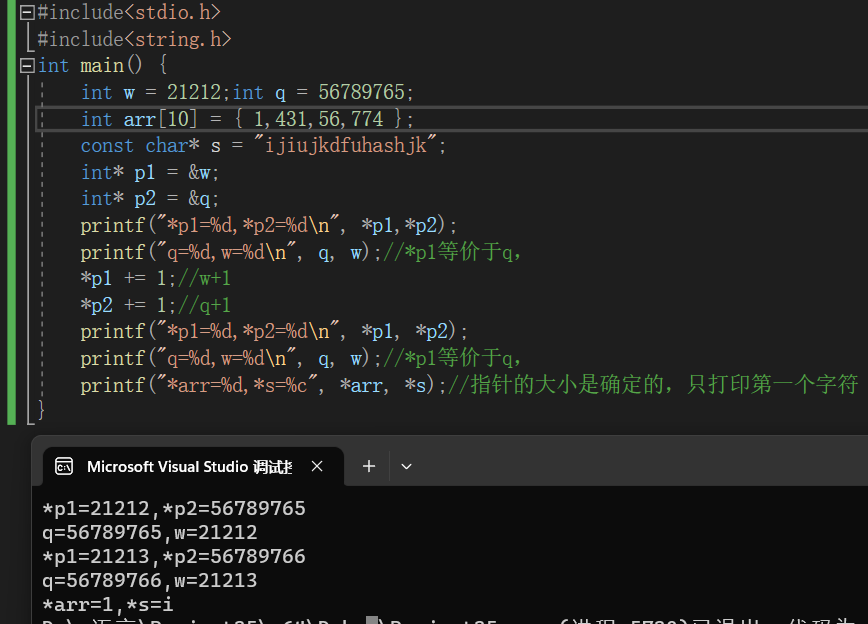 #include<stdio.h>
#include<string.h>
int main() {
int w = 21212;int q = 56789765;
int arr[10] = { 1,431,56,774 };
const char* s = "ijiujkdfuhashjk";
int* p1 = &w;
int* p2 = &q;
printf("*p1=%d,*p2=%d\n", *p1,*p2);
printf("q=%d,w=%d\n", q, w);//*p1等价于q,
*p1 += 1;//w+1
*p2 += 1;//q+1
printf("*p1=%d,*p2=%d\n", *p1, *p2);
printf("q=%d,w=%d\n", q, w);//*p1等价于q,
printf("*arr=%d,*s=%c", *arr, *s);//指针的大小是确定的，只打印第一个字符
}
Microsoft Visual Studio 调试
*p1=21212,*p2=56789765
q=56789765,w=21212
*p1=21213,*p2=56789766
q=56789766,w=21213
*arr=1,*s=i